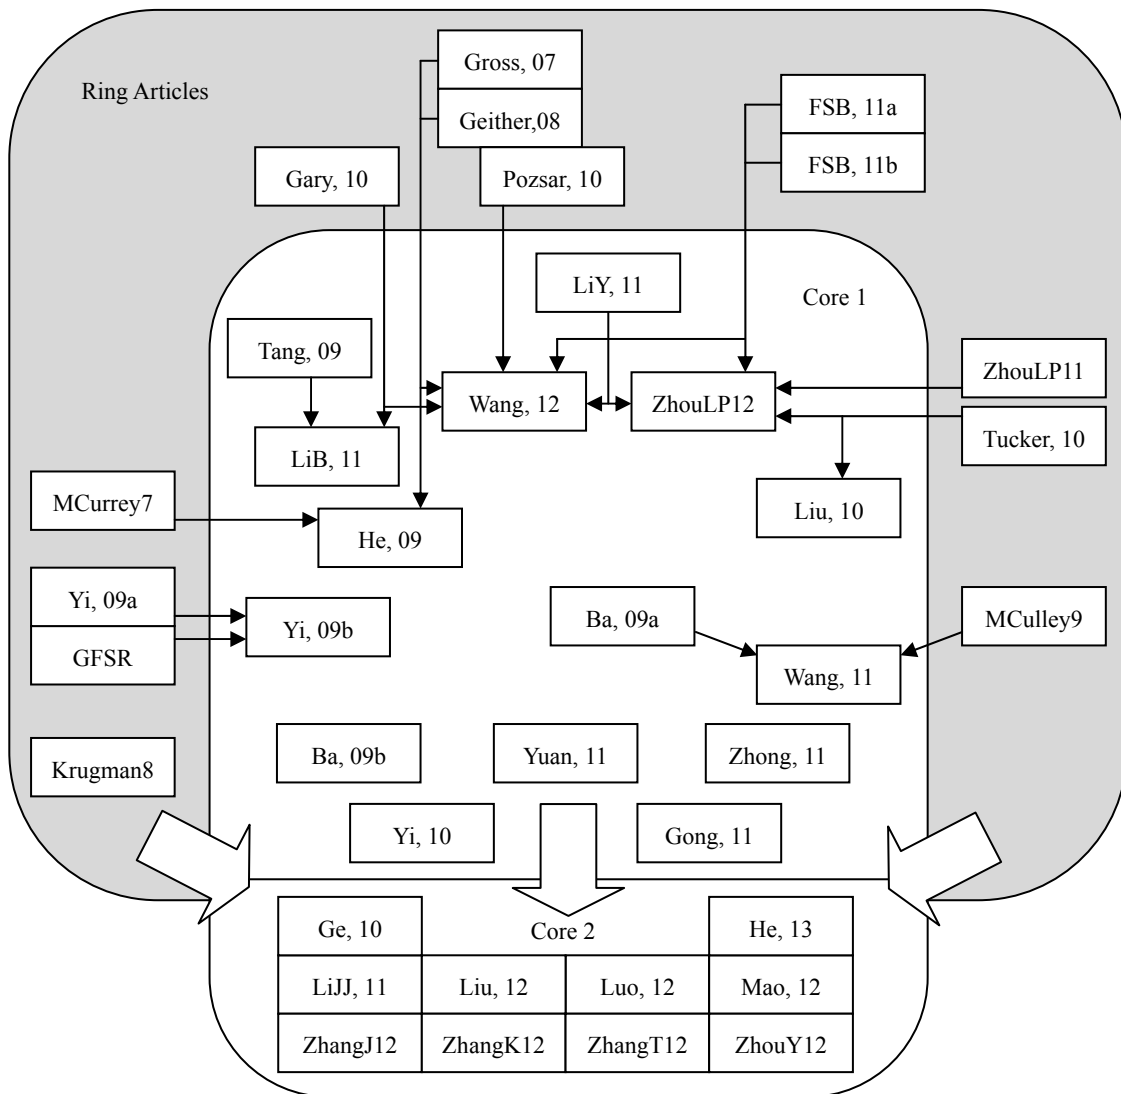 Gross, 07
Ring Articles
FSB, 11a
Geither,08
FSB, 11b
Gary, 10
Pozsar, 10
LiY, 11
Core 1
Tang, 09
ZhouLP11
Wang, 12
ZhouLP12
Tucker, 10
LiB, 11
MCurrey7
Liu, 10
He, 09
Yi, 09a
Ba, 09a
MCulley9
Yi, 09b
GFSR
Wang, 11
Ba, 09b
Yuan, 11
Zhong, 11
Krugman8
Yi, 10
Gong, 11
Ge, 10
Core 2
He, 13
LiJJ, 11
Liu, 12
Luo, 12
Mao, 12
ZhangJ12
ZhangK12
ZhangT12
ZhouY12